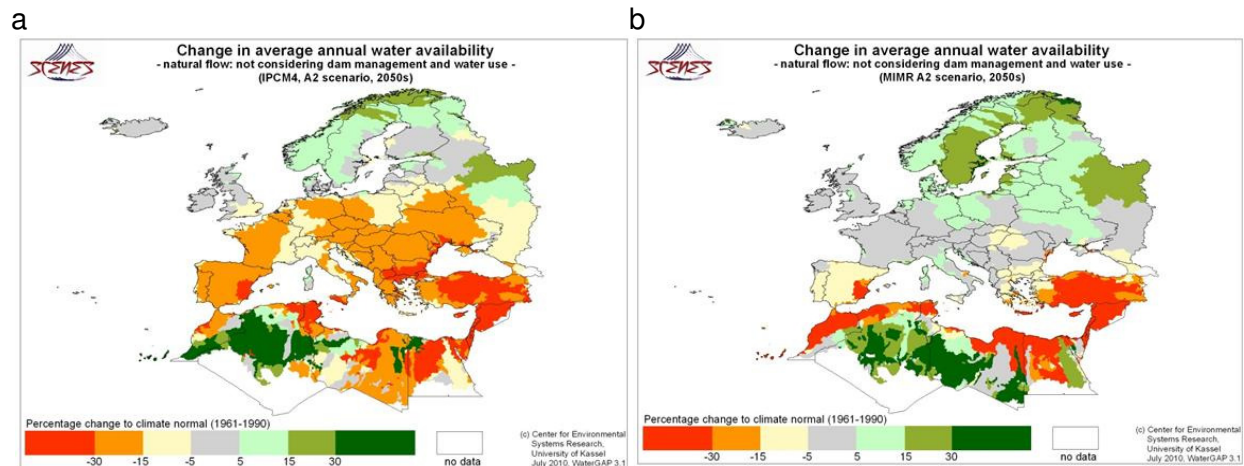 a
SCENES
Change in average annual water availability
- natural flow: not considering dam management and water use -
(IPCM4, A2 scenario, 2050s)
Percentage change to climate normal (1961-1990)
-30 -15 -5 5 15 30
no data
(c) Center for Environmental
Systems Research,
University of Kassel
July 2010, WaterGAP 3.1
b
SCENES
Change in average annual water availability
- natural flow: not considering dam management and water use -
(MIMR A2 scenario, 2050s)
Percentage change to climate normal (1961-1990)
-30 -15 -5 5 15 30
no data
(c) Center for Environmental
Systems Research,
University of Kassel
July 2010, WaterGAP 3.1